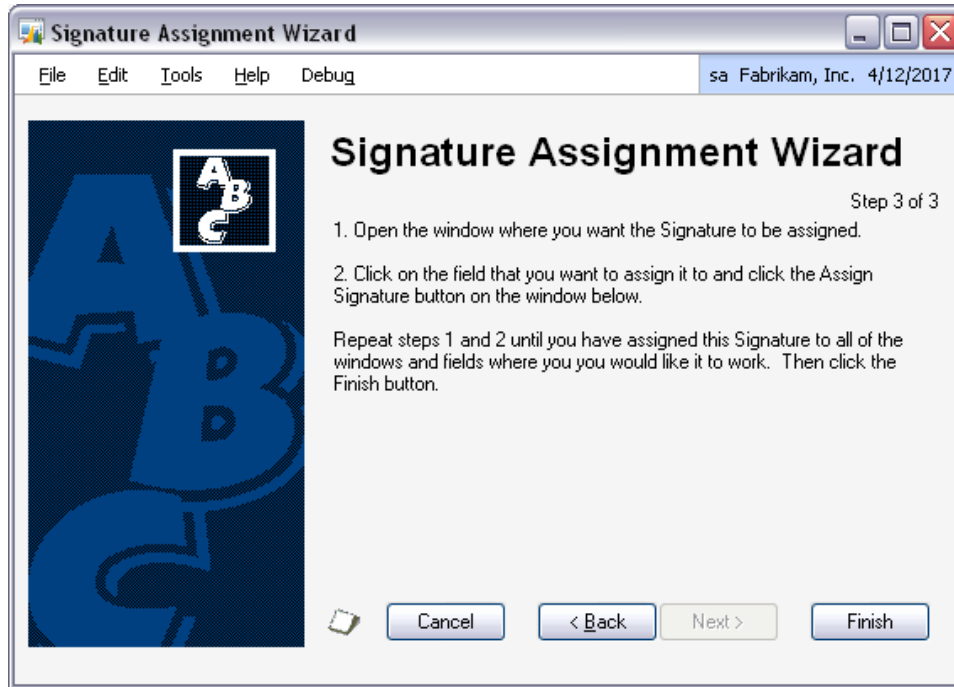 Signature Assignment Wizard
File Edit Tools Help Debug sa Fabrikam, Inc. 4/12/2017
Signature Assignment Wizard
Step 3 of 3
1. Open the window where you want the Signature to be assigned.
2. Click on the field that you want to assign it to and click the Assign
Signature button on the window below.
Repeat steps 1 and 2 until you have assigned this Signature to all of the
windows and fields where you you would like it to work. Then click the
Finish button.
A
B
C
A
B
C
Cancel < Back Next > Finish